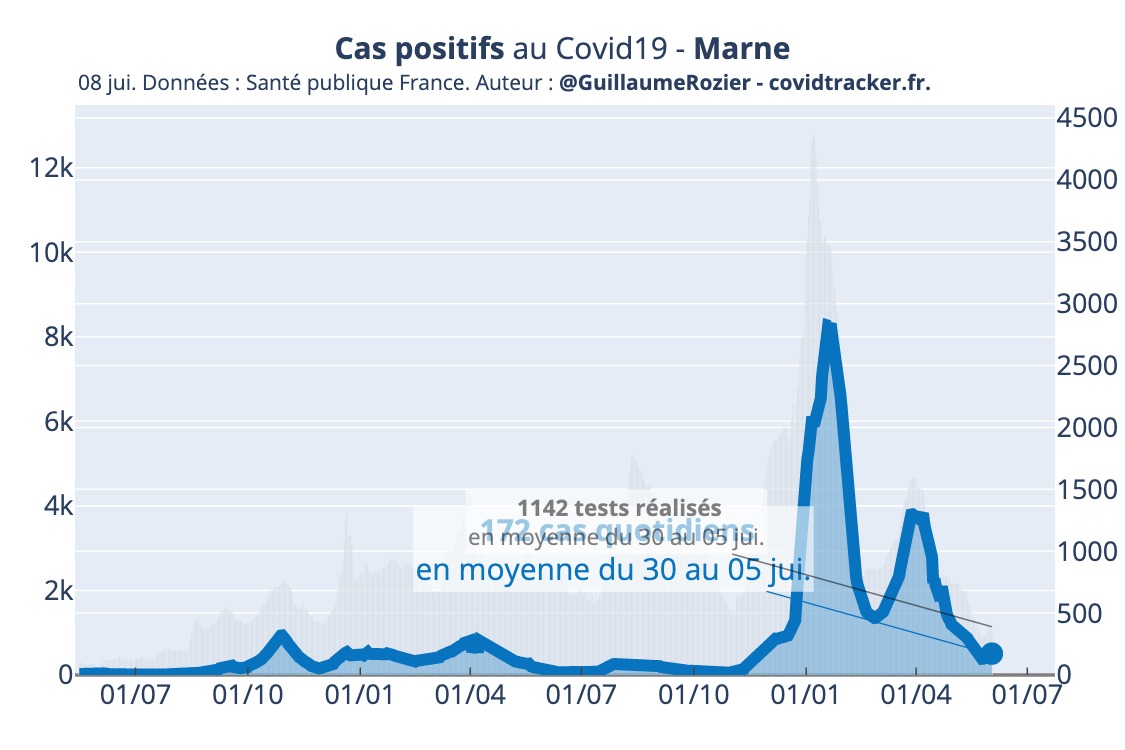 Cas positifs au Covid19 - Marne
08 jui. Données : Santé publique France. Auteur : @GuillaumeRozier - covidtracker.fr.
4500
12k
4000
10k
3500
3000
8k
2500
6k
2000
4k
1500
1142 tests réalisés
172 cas quotidiens
en moyenne du 30 au 05 jui.
en moyenne du 30 au 05 jui.
1000
2k
500
0
0
01/07 01/10 01/01 01/04 01/07 01/10 01/01 01/04 01/07